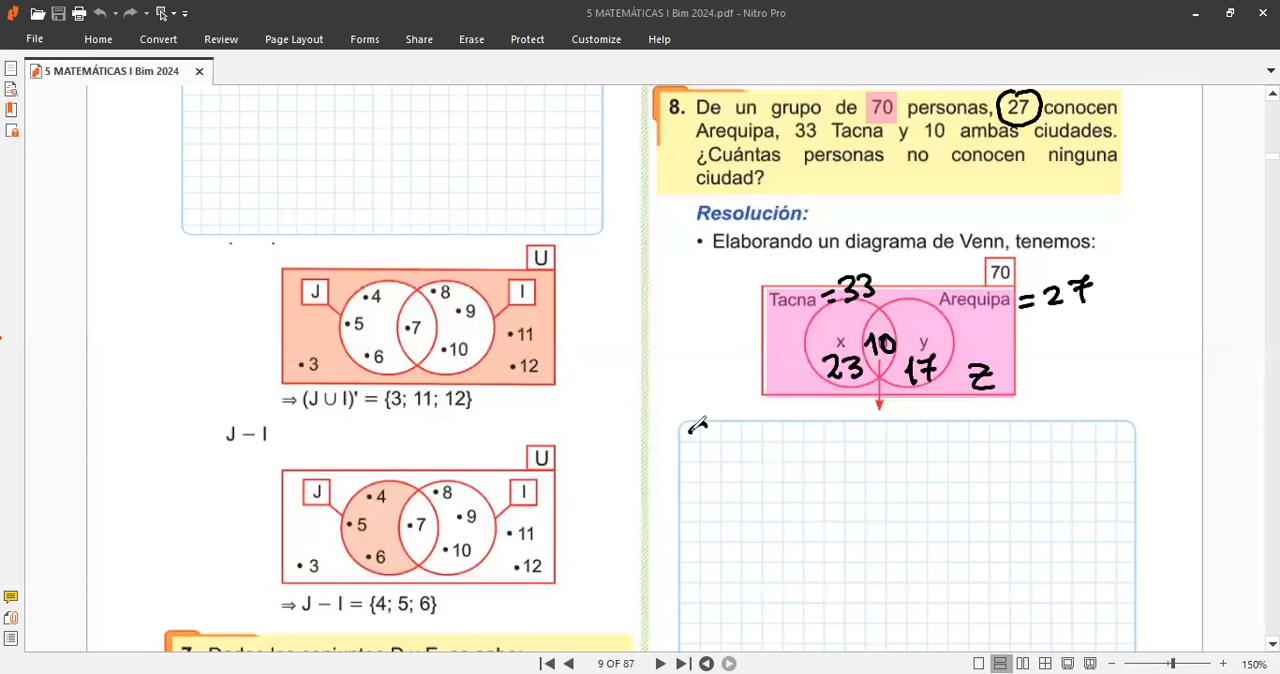 5 MATEMÁTICAS I Bim 2024.pdf - Nitro Pro
File Home Convert Review Page Layout Forms Share Erase Protect Customize Help
5 MATEMÁTICAS I Bim 2024
U
J
I
• 4
• 8
• 5
• 9
• 7
• 11
• 3
• 6
• 10
• 12
⇒ (J ∪ I)' = {3; 11; 12}
J – I
U
J
I
• 4
• 8
• 5
• 7
• 9
• 11
• 3
• 6
• 10
• 12
⇒ J – I = {4; 5; 6}
8. De un grupo de 70 personas, 27 conocen
Arequipa, 33 Tacna y 10 ambas ciudades.
¿Cuántas personas no conocen ninguna
ciudad?
Resolución:
• Elaborando un diagrama de Venn, tenemos:
70
Tacna = 33
Arequipa = 27
x 10 y
23 17 Z
9 OF 87
150%